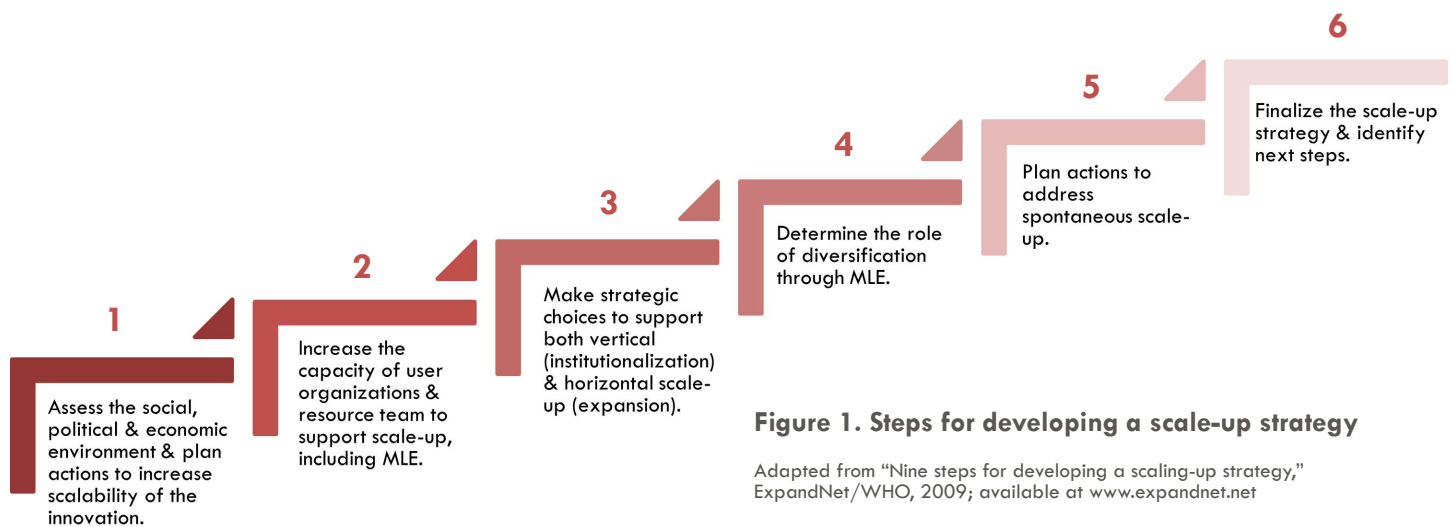 1
Assess the social,
political & economic
environment & plan
actions to increase
scalability of the
innovation.
2
Increase the
capacity of user
organizations &
resource team to
support scale-up,
including MLE.
3
Make strategic
choices to support
both vertical
(institutionalization)
& horizontal scale-
up (expansion).
4
Determine the role
of diversification
through MLE.
5
Plan actions to
address
spontaneous scale-
up.
6
Finalize the scale-up
strategy & identify
next steps.
Figure 1. Steps for developing a scale-up strategy
Adapted from “Nine steps for developing a scaling-up strategy,”
ExpandNet/WHO, 2009; available at www.expandnet.net